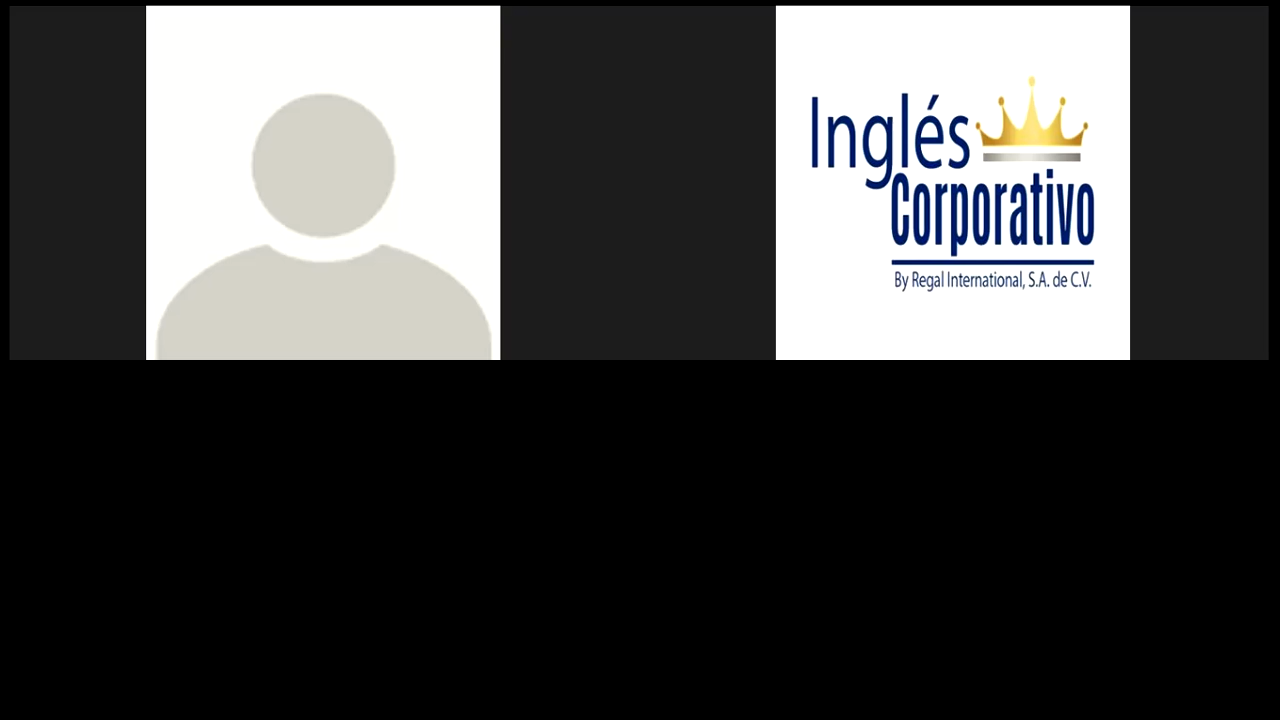 Inglés
Corporativo
By Regal International, S.A. de C.V.